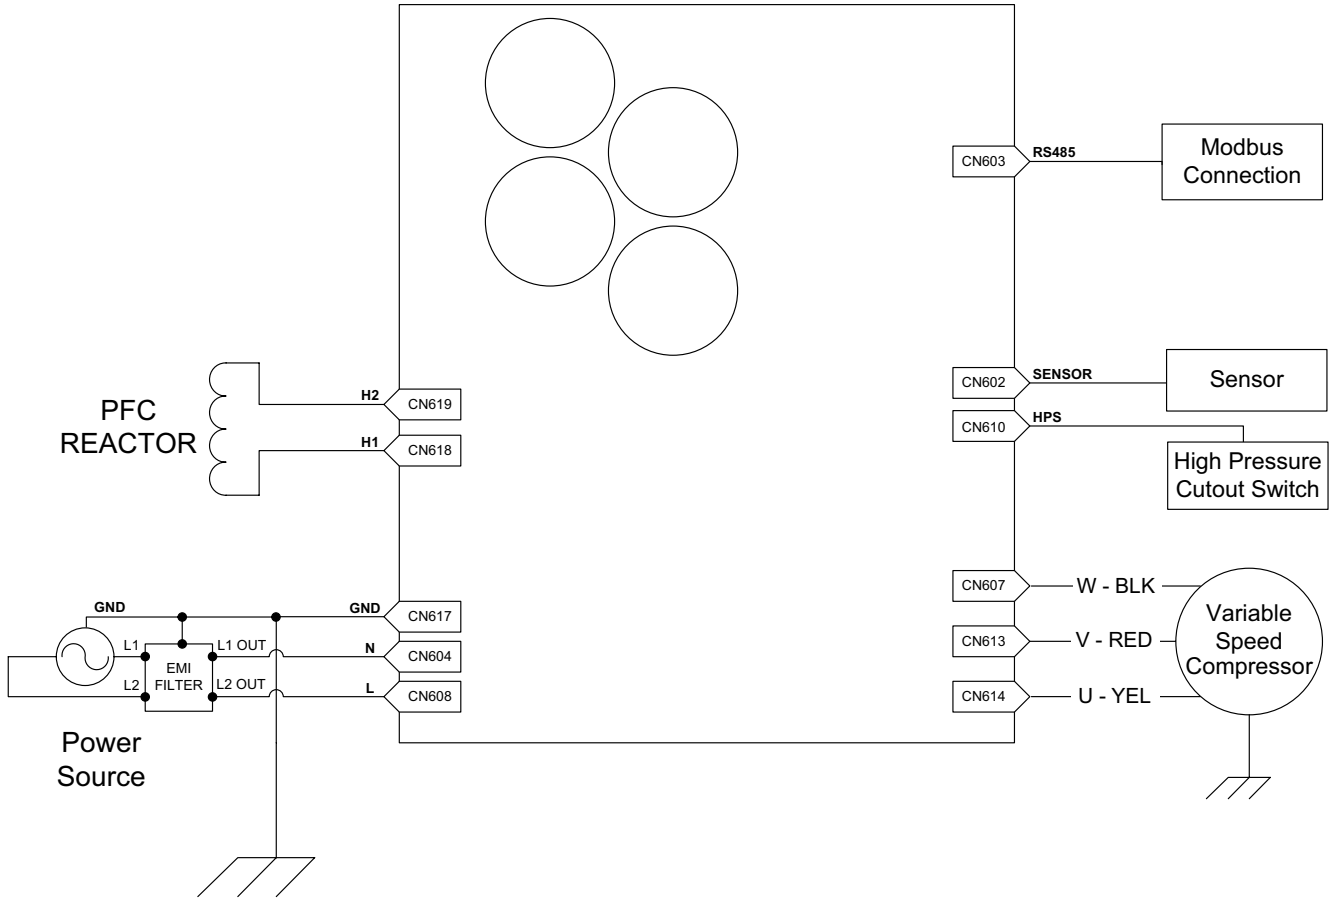 CN603
RS485
Modbus
Connection
PFC
REACTOR
H2
CN619
H1
CN618
CN602
SENSOR
Sensor
CN610
HPS
High Pressure
Cutout Switch
GND
GND
CN617
L1
L1 OUT
N
CN604
EMI
FILTER
L2
L2 OUT
L
CN608
Power
Source
CN607
W - BLK
CN613
V - RED
CN614
U - YEL
Variable
Speed
Compressor